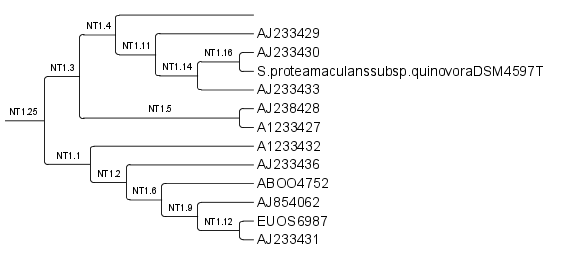 NT1.4
AJ233429
NT1.11
NT1.16
AJ233430
NT1.3
NT1.14
S.proteamaculanssubsp.quinovoraDSM4597T
AJ233433
NT1.5
AJ238428
NT1.25
A1233427
A1233432
NT1.1
AJ233436
NT1.2
ABOO4752
NT1.6
AJ854062
NT1.9
EUOS6987
NT1.12
AJ233431